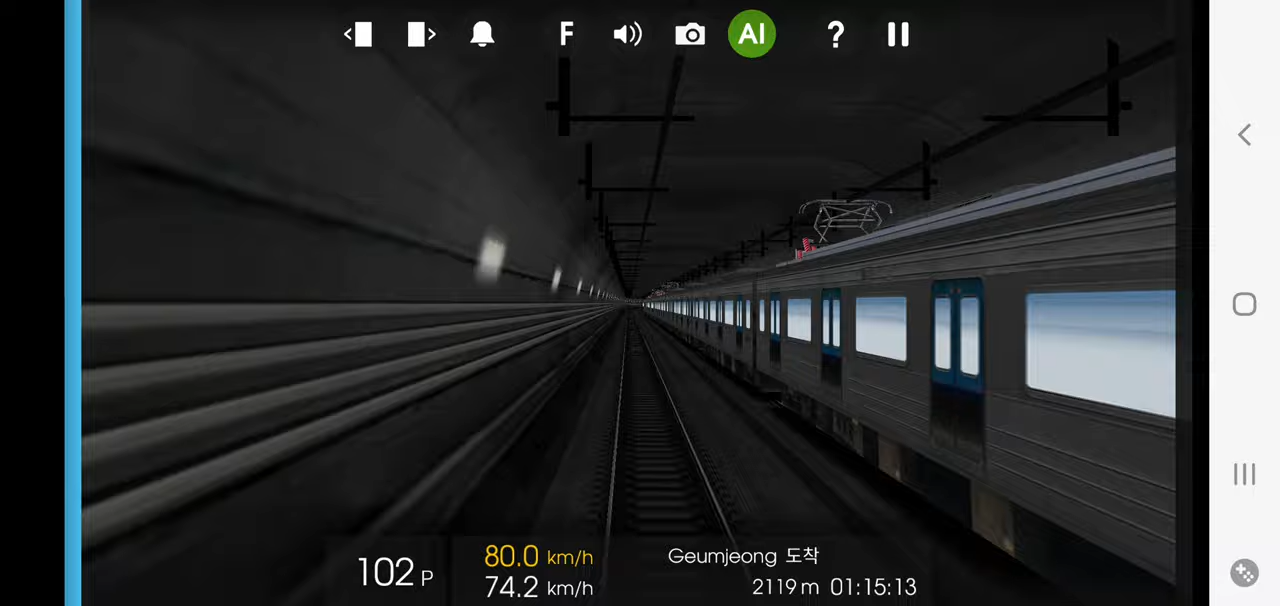 F AI ?
102 P
80.0 km/h
74.2 km/h
Geumjeong 도착
2119 m 01:15:13